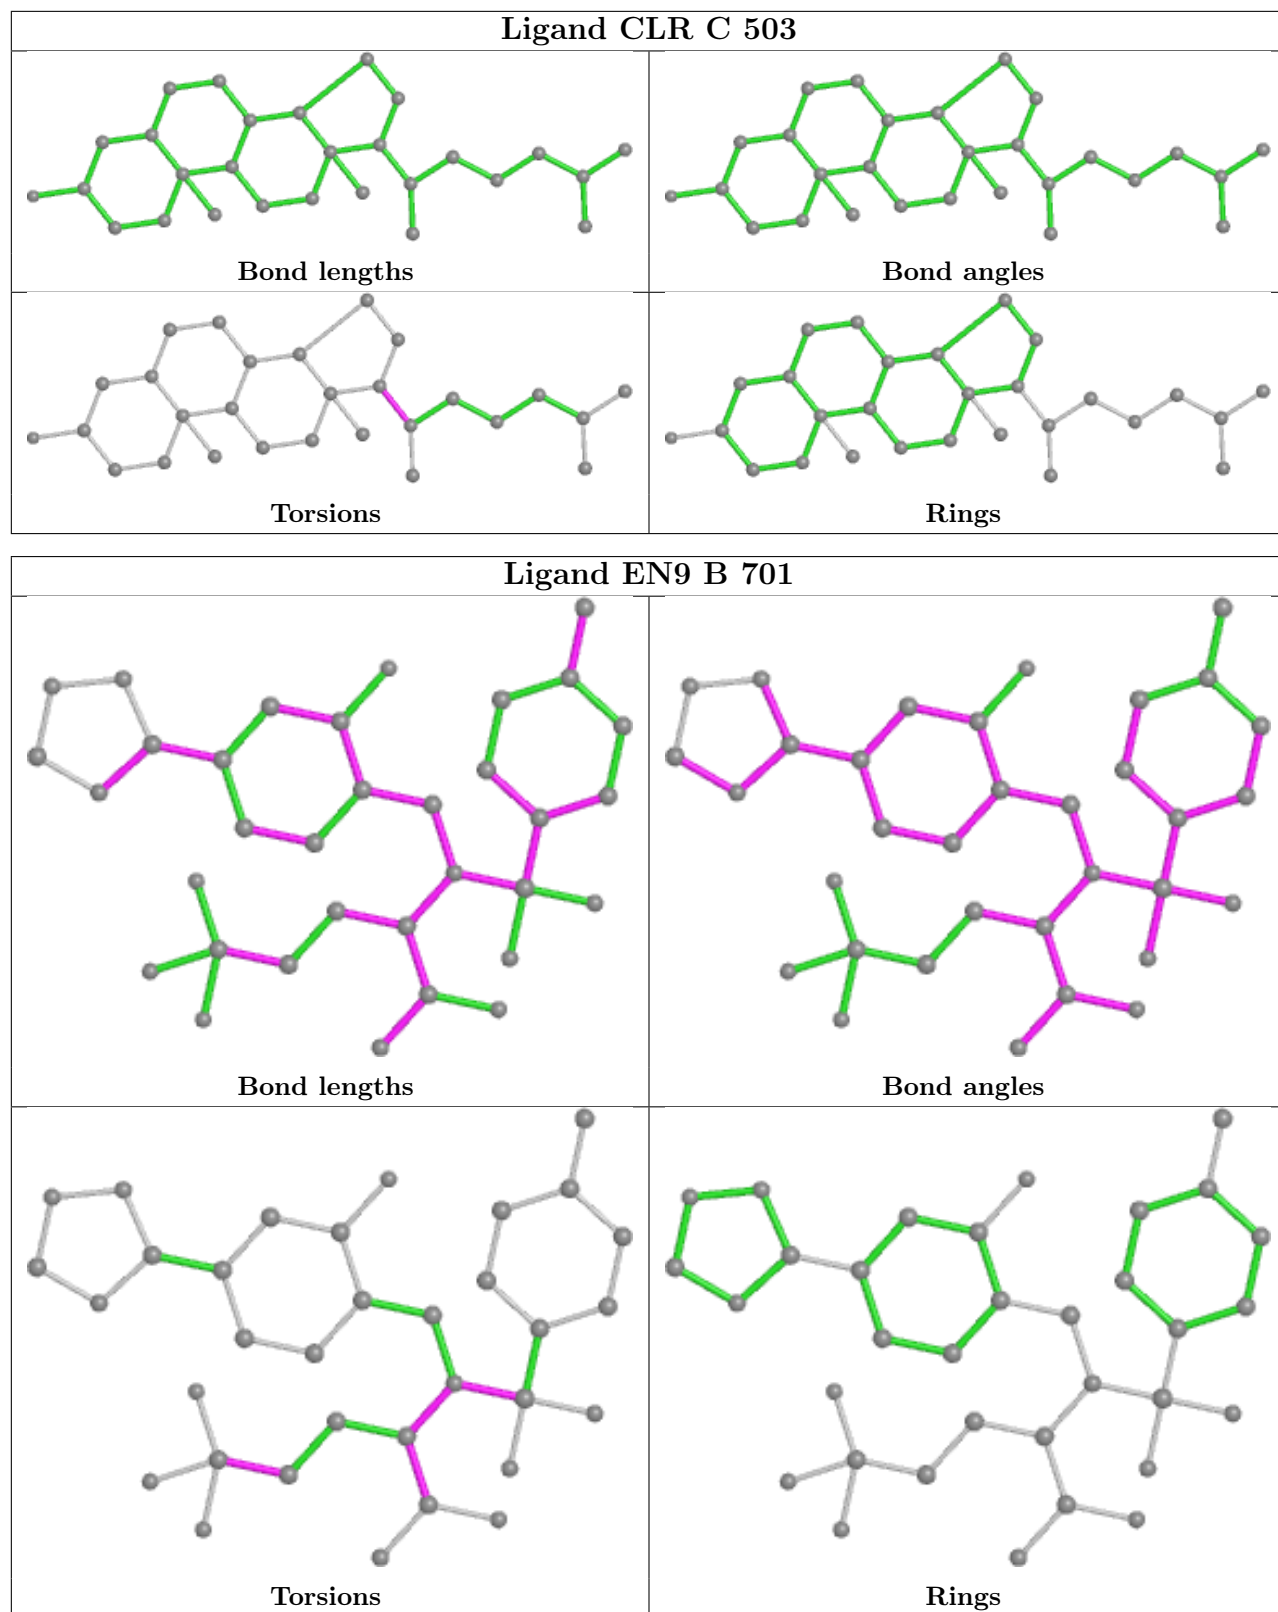 Ligand CLR C 503
Bond lengths
Bond angles
Torsions
Rings
Ligand EN9 B 701
Bond lengths
Bond angles
Torsions
Rings